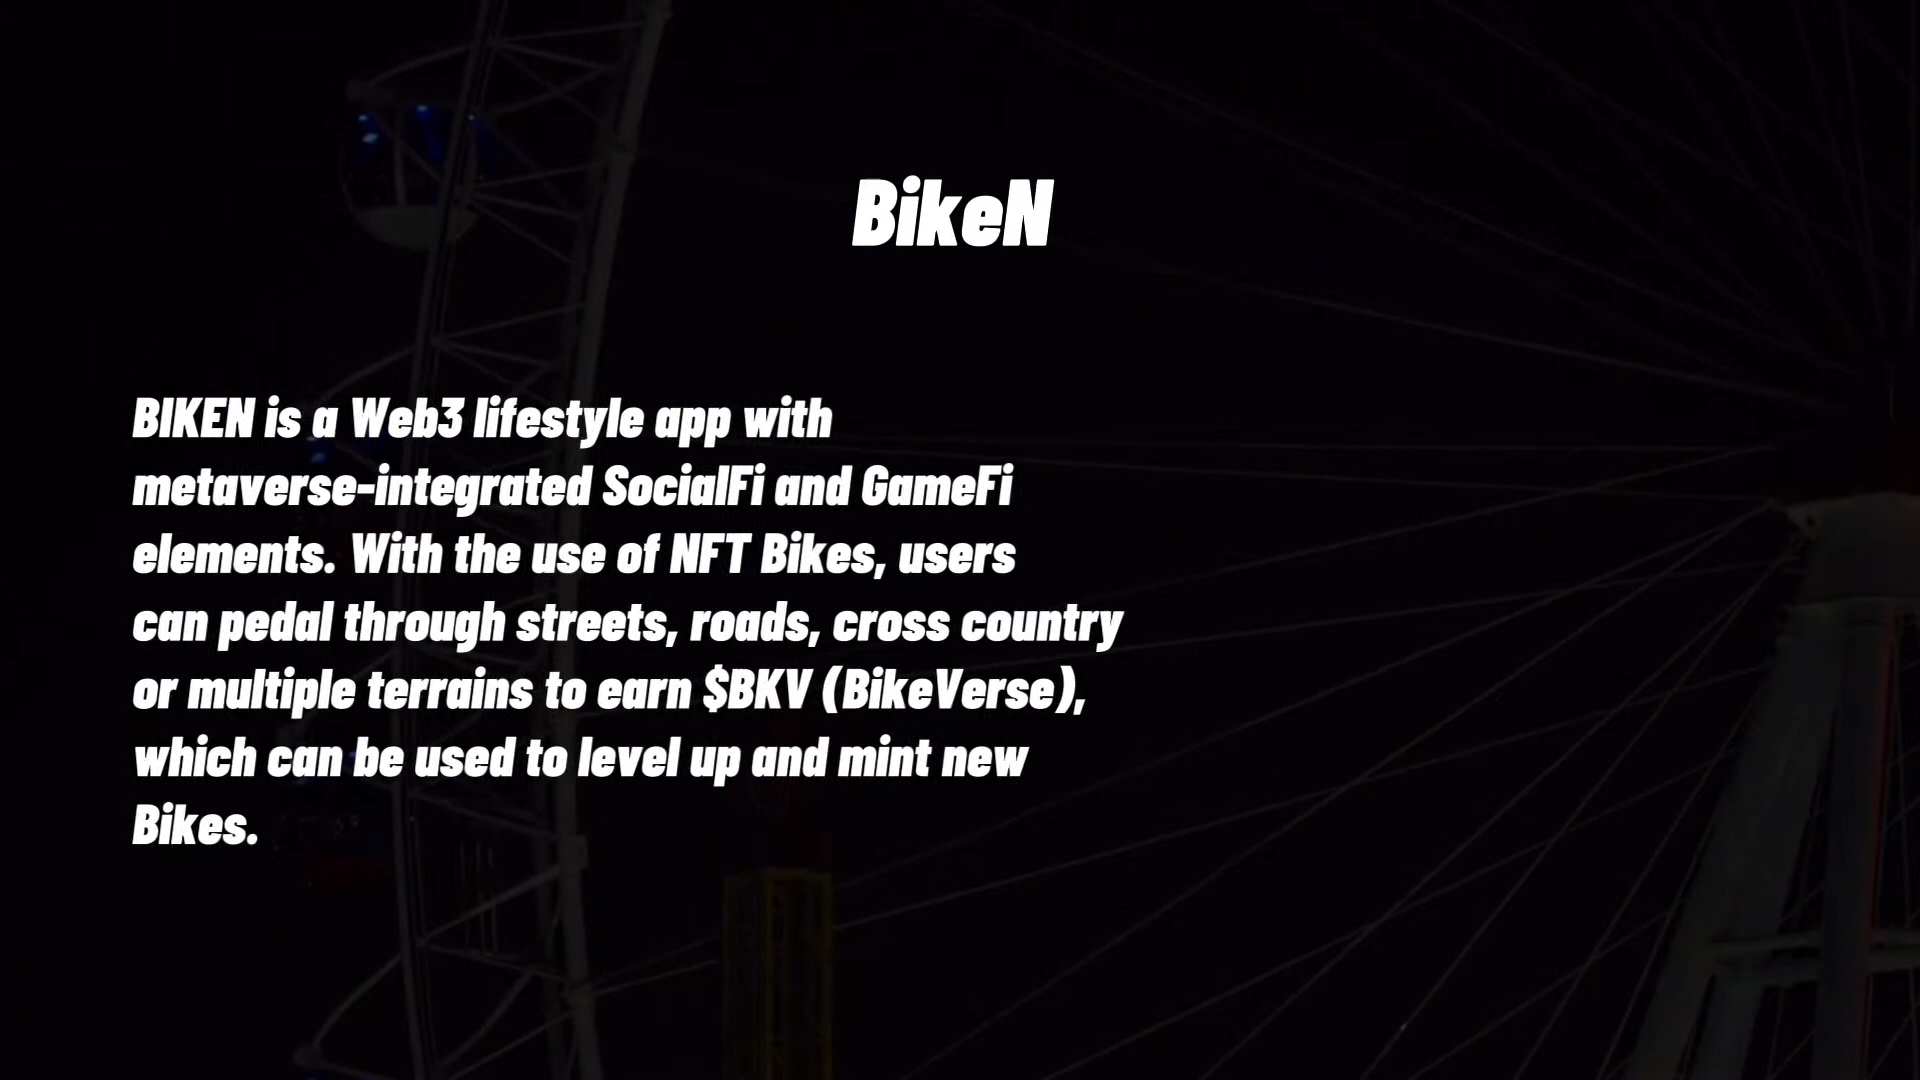 BikeN
BIKEN is a Web3 lifestyle app with
metaverse-integrated SocialFi and GameFi
elements. With the use of NFT Bikes, users
can pedal through streets, roads, cross country
or multiple terrains to earn $BKV (BikeVerse),
which can be used to level up and mint new
Bikes.